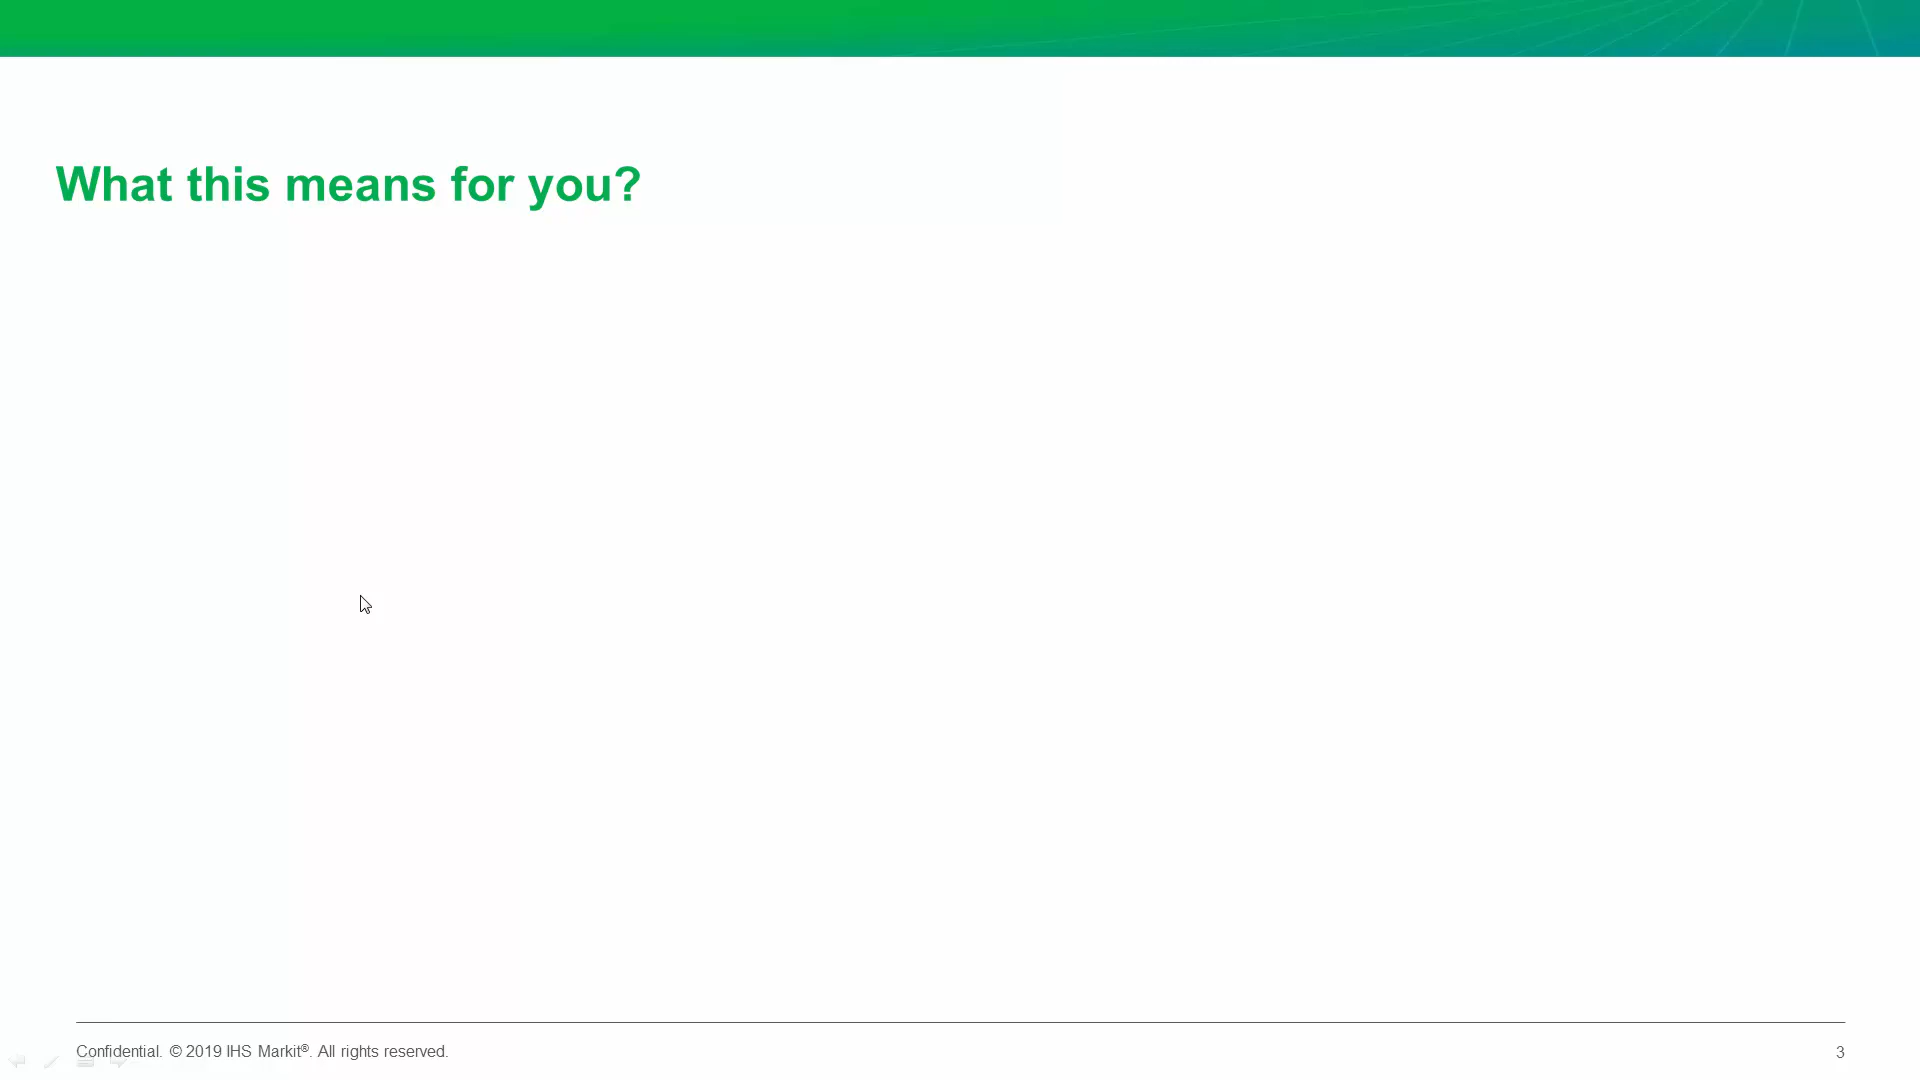 What this means for you?
Confidential. © 2019 IHS Markit®. All rights reserved.
3